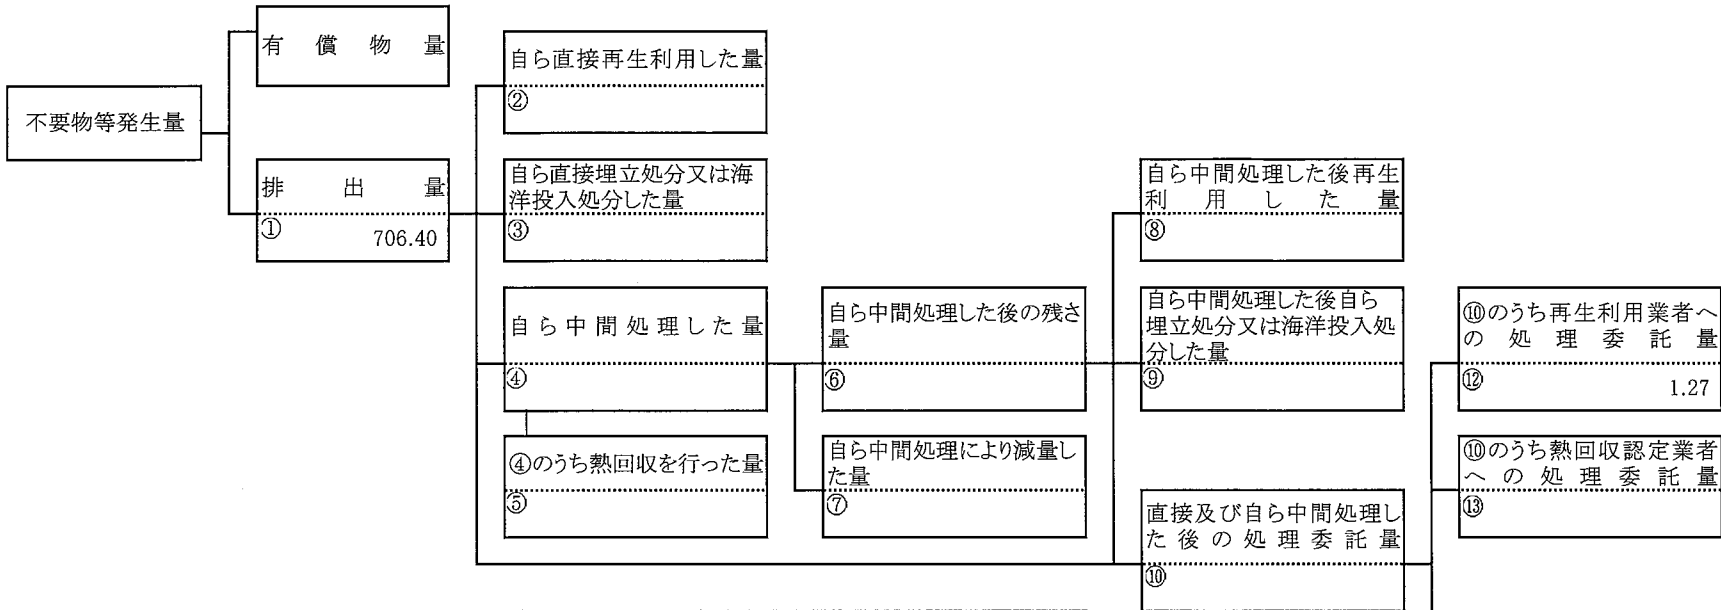 不要物等発生量
有償物量
排出量
①
706.40
自ら直接再生利用した量
②
自ら直接埋立処分又は海
洋投入処分した量
③
自ら中間処理した量
④
④のうち熱回収を行った量
⑤
自ら中間処理した後の残さ
量
⑥
自ら中間処理により減量し
た量
⑦
自ら中間処理した後再生
利用した量
⑧
自ら中間処理した後自ら
埋立処分又は海洋投入処
分した量
⑨
直接及び自ら中間処理し
た後の処理委託量
⑩
⑩のうち再生利用業者へ
の処理委託量
⑫
1.27
⑩のうち熱回収認定業者
への処理委託量
⑬